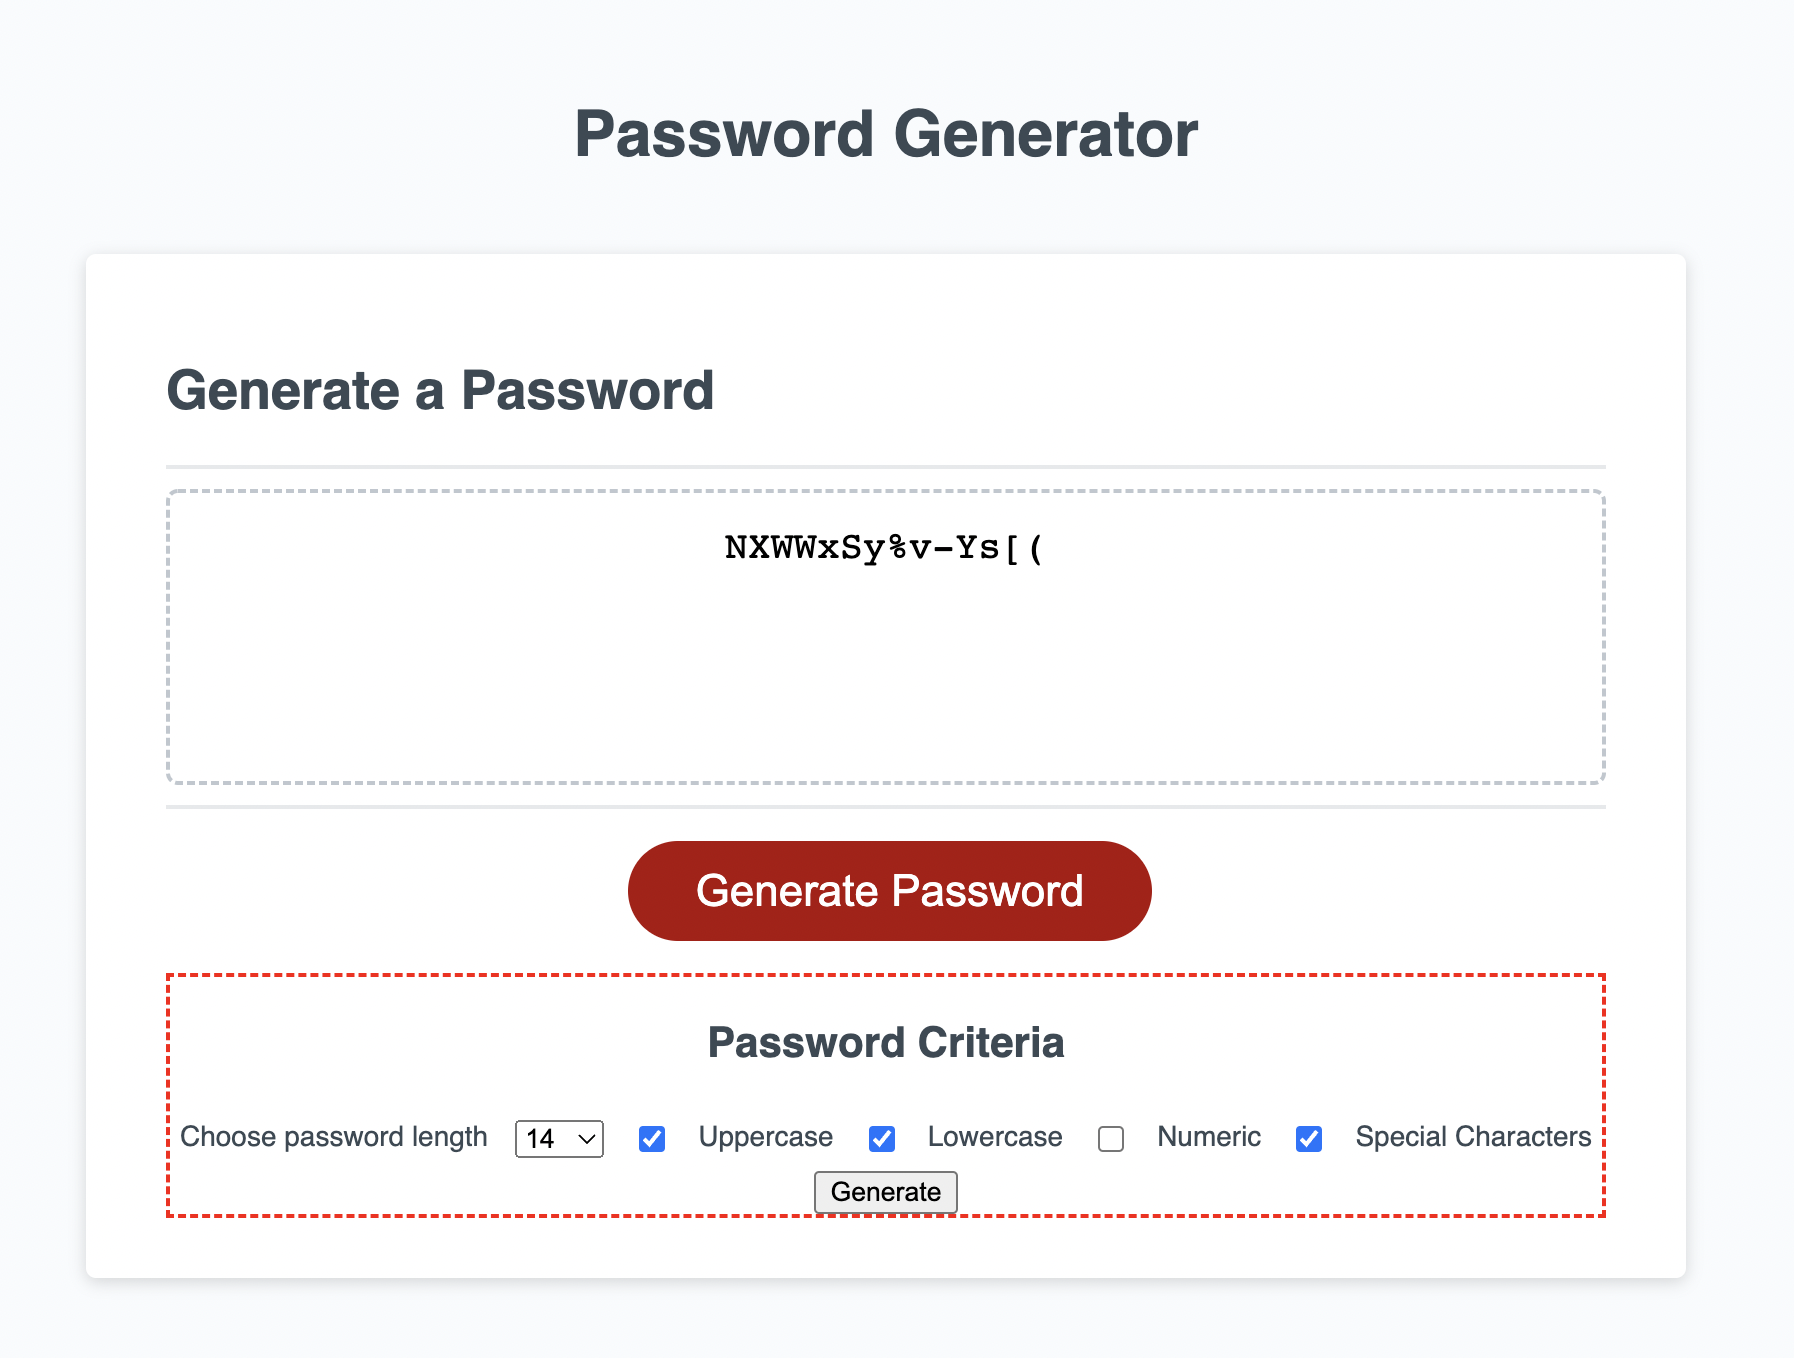 Password Generator
Generate a Password
NXWWxSy%v-Ys[(
Generate Password
Password Criteria
Choose password length 14 Uppercase Lowercase Numeric Special Characters
Generate